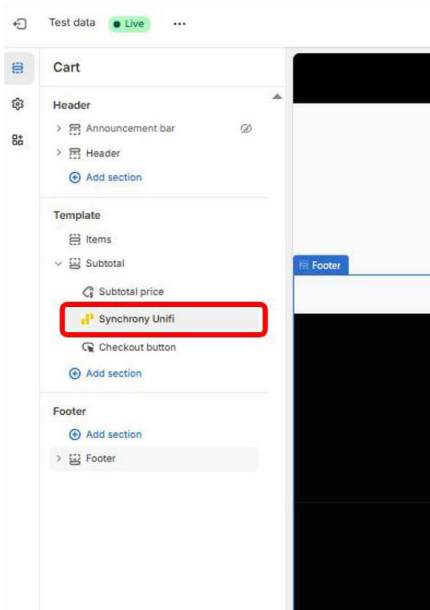 Test data
Live
Cart
Header
Announcement bar
Header
Add section
Template
Items
Subtotal
Footer
Subtotal price
Synchrony Unifi
Checkout button
Add section
Footer
Add section
Footer